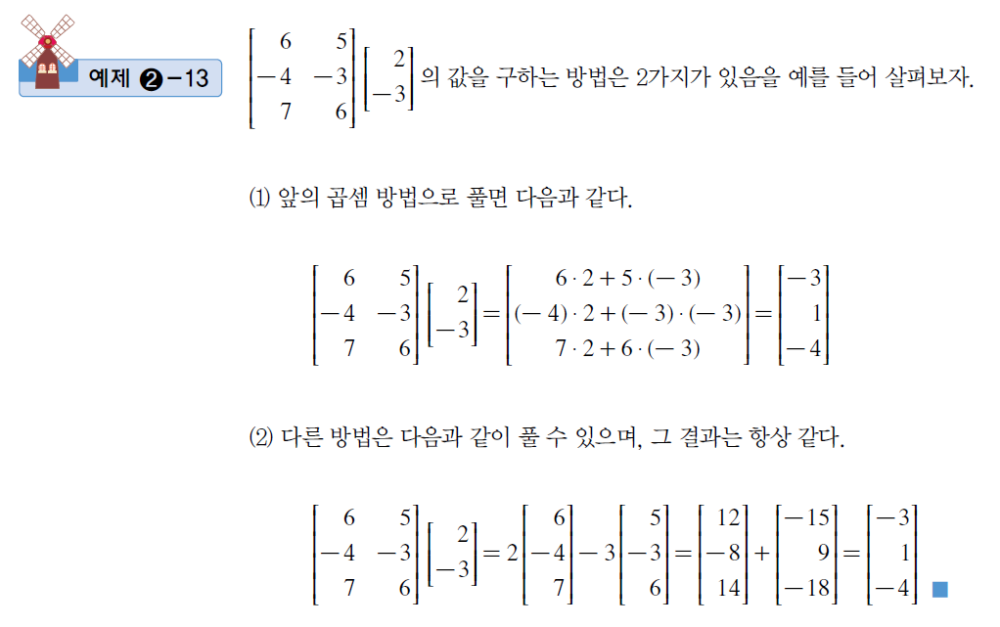 예제 ❷-13
$\begin{bmatrix} 6 & 5 \\ -4 & -3 \\ 7 & 6 \end{bmatrix} \begin{bmatrix} 2 \\ -3 \end{bmatrix}$의 값을 구하는 방법은 2가지가 있음을 예를 들어 살펴보자.
(1) 앞의 곱셈 방법으로 풀면 다음과 같다.
$\begin{bmatrix} 6 & 5 \\ -4 & -3 \\ 7 & 6 \end{bmatrix} \begin{bmatrix} 2 \\ -3 \end{bmatrix} = \begin{bmatrix} 6 \cdot 2 + 5 \cdot (-3) \\ (-4) \cdot 2 + (-3) \cdot (-3) \\ 7 \cdot 2 + 6 \cdot (-3) \end{bmatrix} = \begin{bmatrix} -3 \\ 1 \\ -4 \end{bmatrix}$
(2) 다른 방법은 다음과 같이 풀 수 있으며, 그 결과는 항상 같다.
$\begin{bmatrix} 6 & 5 \\ -4 & -3 \\ 7 & 6 \end{bmatrix} \begin{bmatrix} 2 \\ -3 \end{bmatrix} = 2 \begin{bmatrix} 6 \\ -4 \\ 7 \end{bmatrix} - 3 \begin{bmatrix} 5 \\ -3 \\ 6 \end{bmatrix} = \begin{bmatrix} 12 \\ -8 \\ 14 \end{bmatrix} + \begin{bmatrix} -15 \\ 9 \\ -18 \end{bmatrix} = \begin{bmatrix} -3 \\ 1 \\ -4 \end{bmatrix}$ ■